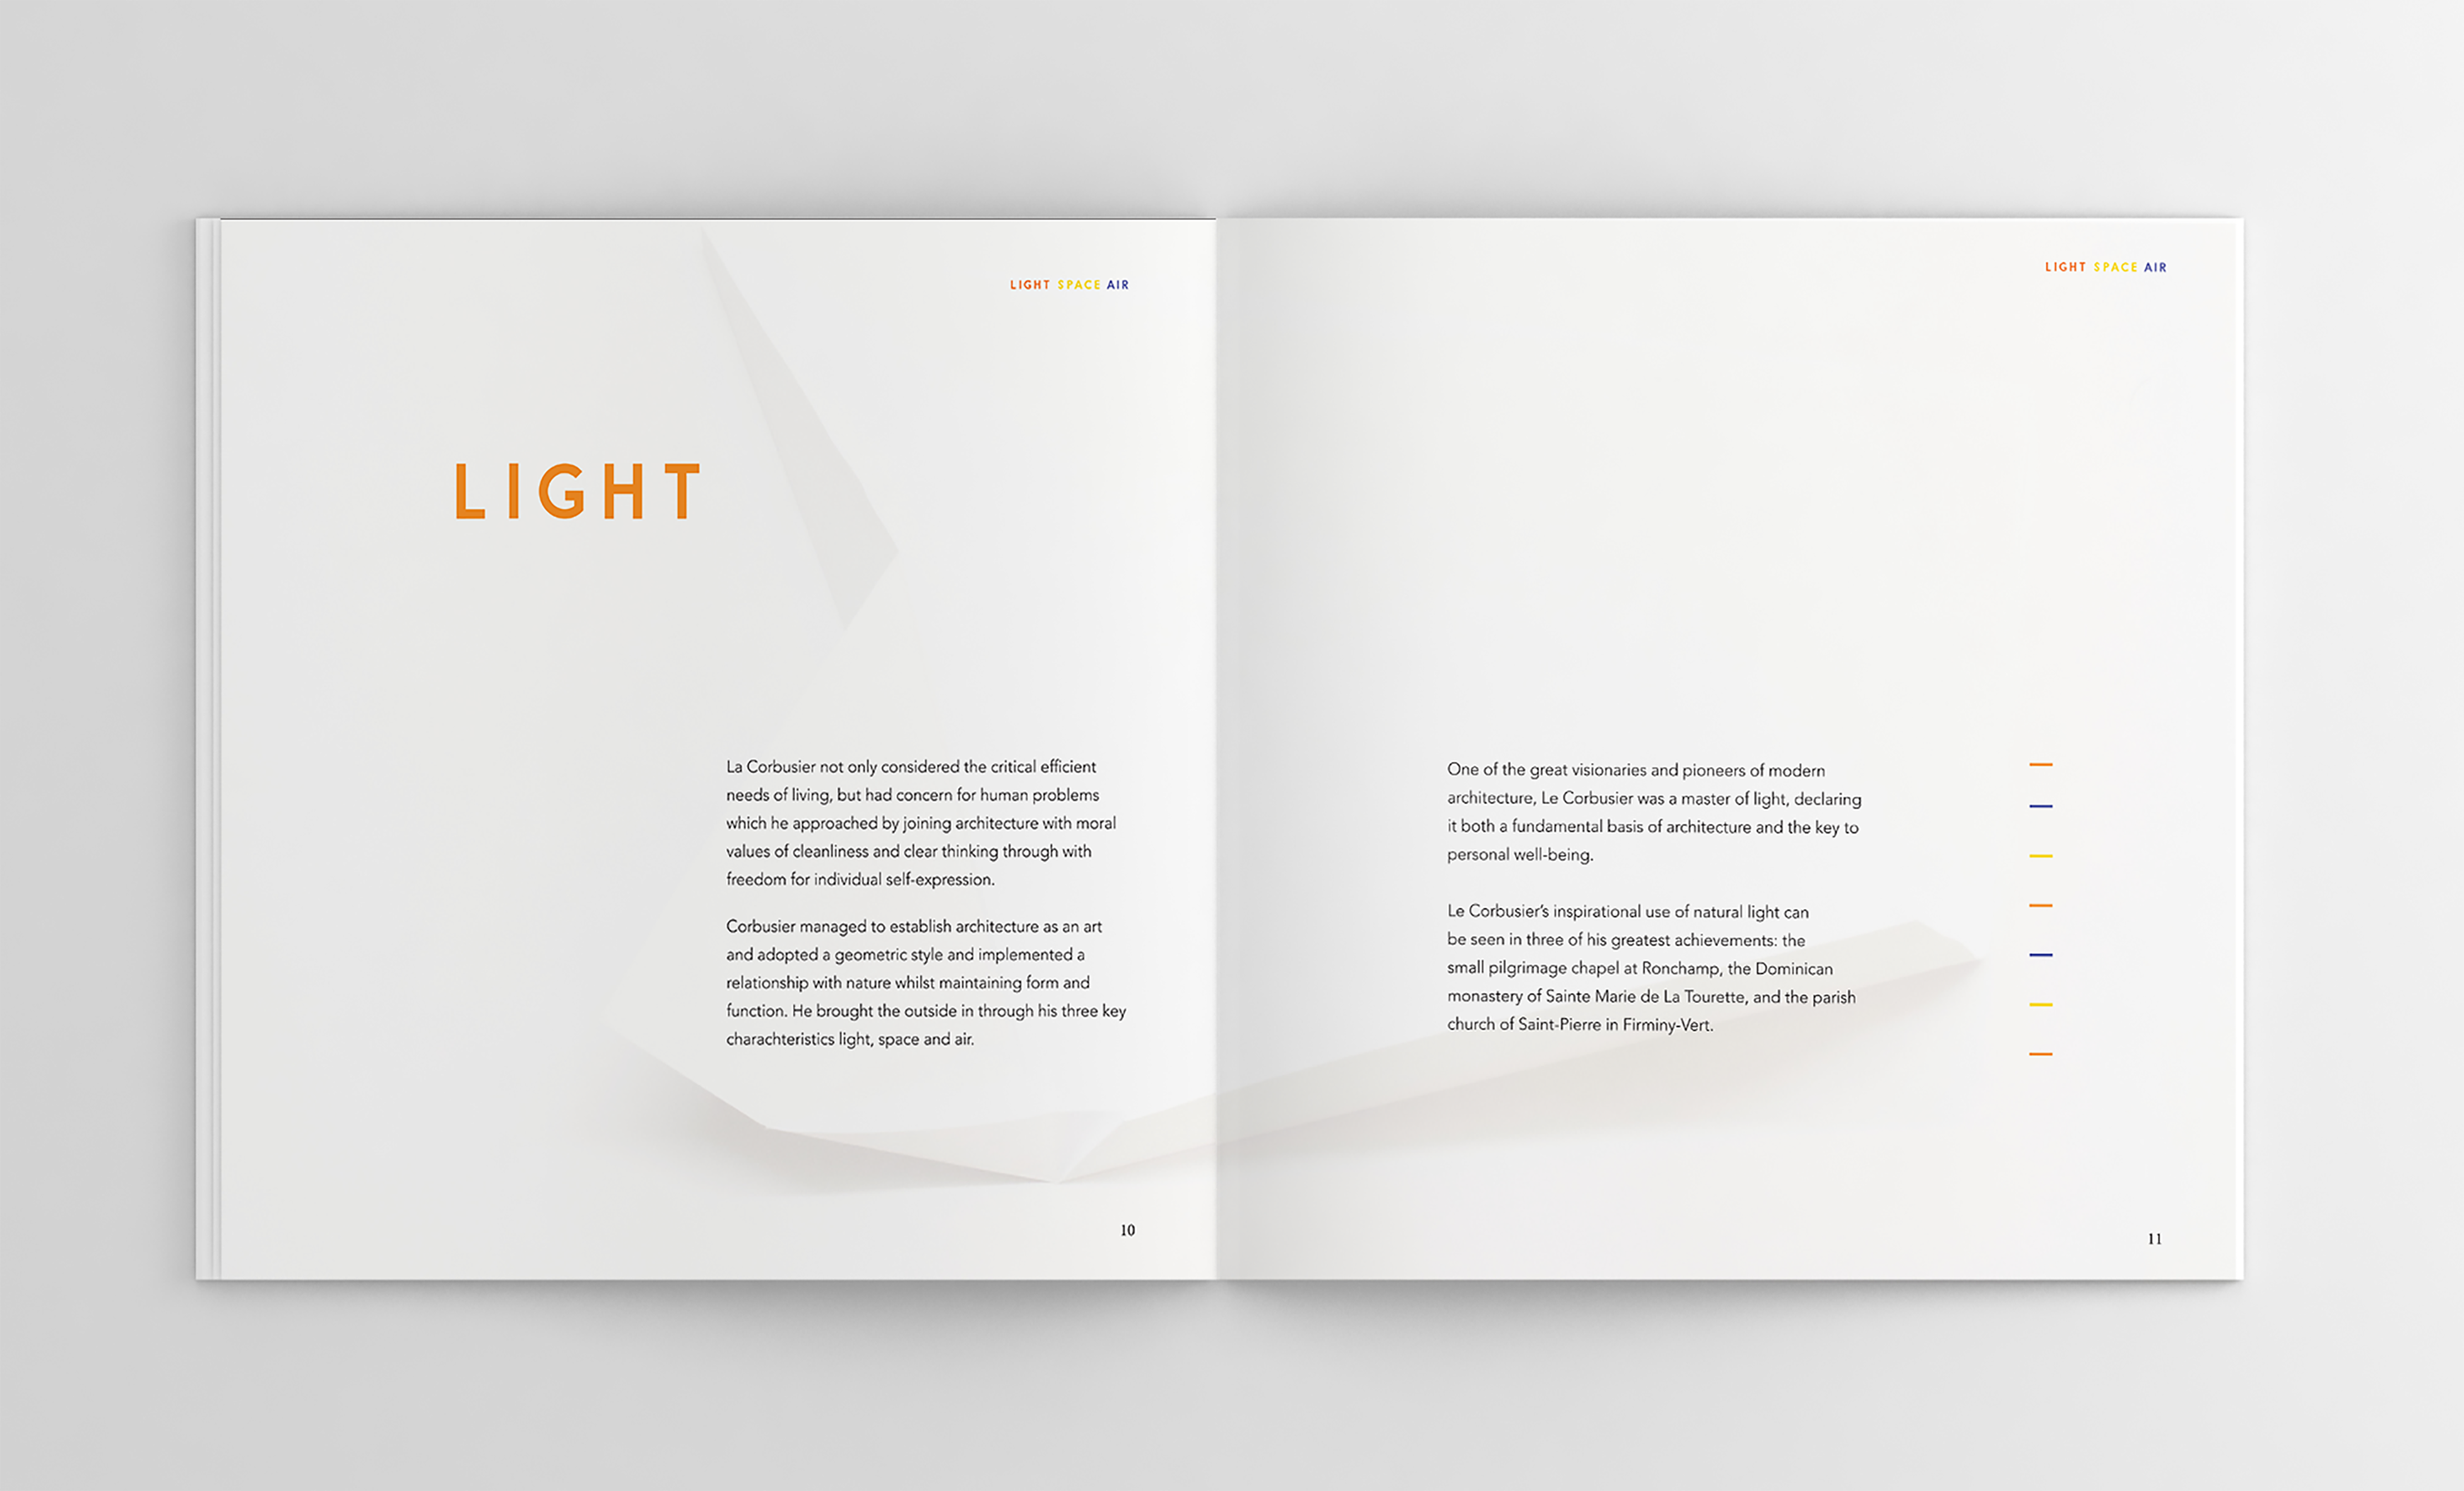 LIGHT SPACE AIR
LIGHT
La Corbusier not only considered the critical efficient
needs of living, but had concern for human problems
which he approached by joining architecture with moral
values of cleanliness and clear thinking through with
freedom for individual self-expression.
Corbusier managed to establish architecture as an art
and adopted a geometric style and implemented a
relationship with nature whilst maintaining form and
function. He brought the outside in through his three key
charachteristics light, space and air.
10
LIGHT SPACE AIR
One of the great visionaries and pioneers of modern
architecture, Le Corbusier was a master of light, declaring
it both a fundamental basis of architecture and the key to
personal well-being.
Le Corbusier’s inspirational use of natural light can
be seen in three of his greatest achievements: the
small pilgrimage chapel at Ronchamp, the Dominican
monastery of Sainte Marie de La Tourette, and the parish
church of Saint-Pierre in Firminy-Vert.
11